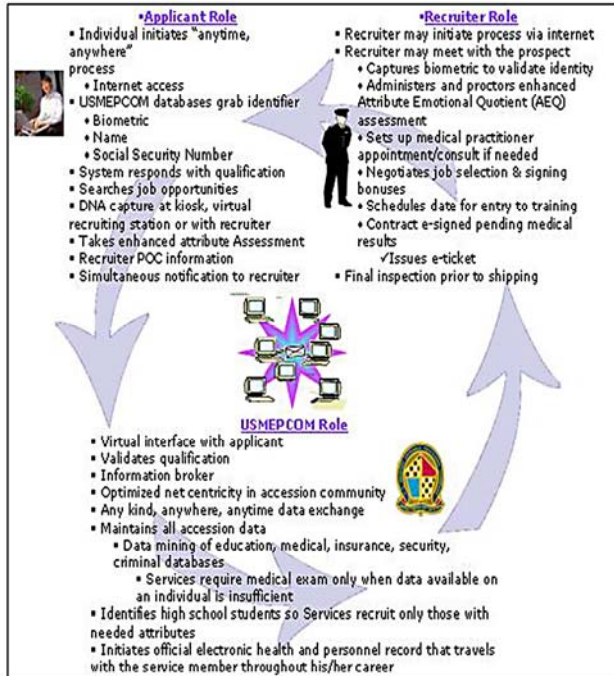 ▪Applicant Role
▪ Individual initiates “anytime,
anywhere”
process
♦ Internet access
▪ USMEPCOM databases grab identifier
♦ Biometric
♦ Name
♦ Social Security Number
▪ System responds with qualification
▪ Searches job opportunities
▪ DNA capture at kiosk, virtual
recruiting station or with recruiter
▪ Takes enhanced attribute Assessment
▪ Recruiter POC information
▪ Simultaneous notification to recruiter
▪Recruiter Role
▪ Recruiter may initiate process via internet
▪ Recruiter may meet with the prospect
♦ Captures biometric to validate identity
♦ Administers and proctors enhanced
Attribute Emotional Quotient (AEQ)
assessment
♦ Sets up medical practitioner
appointment/consult if needed
♦ Negotiates job selection & signing
bonuses
♦ Schedules date for entry to training
♦ Contract e-signed pending medical
results
✓Issues e-ticket
▪ Final inspection prior to shipping
USMEPCOM Role
▪ Virtual interface with applicant
▪ Validates qualification
▪ Information broker
▪ Optimized net centricity in accession community
▪ Any kind, anywhere, anytime data exchange
▪ Maintains all accession data
▪ Data mining of education, medical, insurance, security,
criminal databases
▪ Services require medical exam only when data available on
an individual is insufficient
▪ Identifies high school students so Services recruit only those with
needed attributes
▪ Initiates official electronic health and personnel record that travels
with the service member throughout his/her career